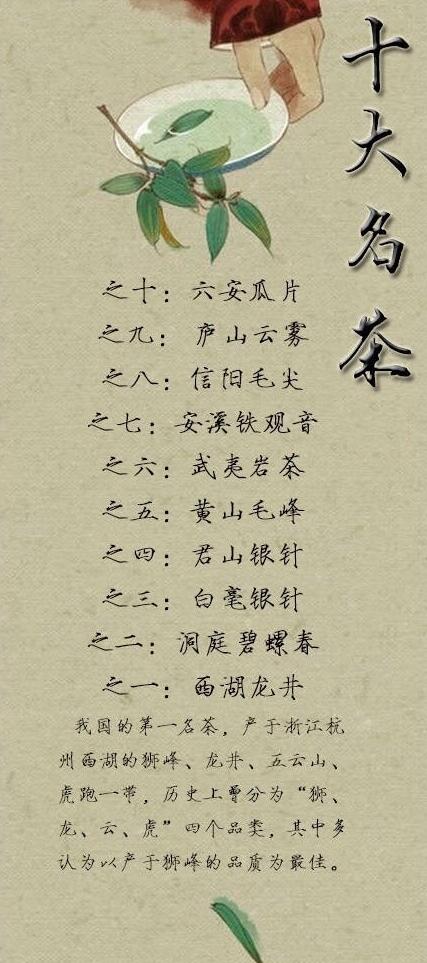 十大名茶
之十：六安瓜片
之九：庐山云雾
之八：信阳毛尖
之七：安溪铁观音
之六：武夷岩茶
之五：黄山毛峰
之四：君山银针
之三：白毫银针
之二：洞庭碧螺春
之一：西湖龙井
我国的第一名茶，产于浙江杭
州西湖的狮峰、龙井、五云山、
虎跑一带，历史上曾分为“狮、
龙、云、虎”四个品类，其中多
认为以产于狮峰的品质为最佳。